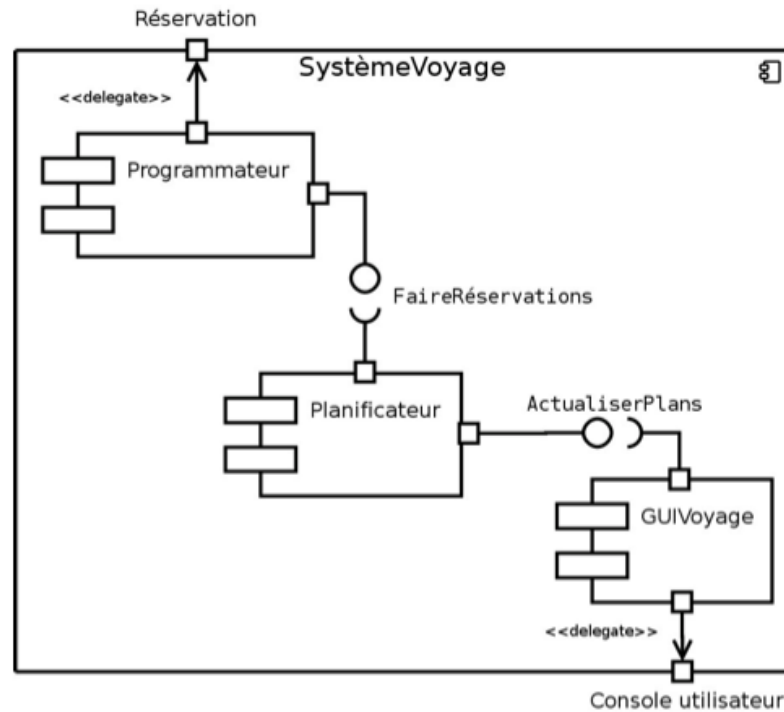 Réservation
SystèmeVoyage
<<delegate>>
Programmateur
FaireRéservations
Planificateur
ActualiserPlans
GUIVoyage
<<delegate>>
Console utilisateur